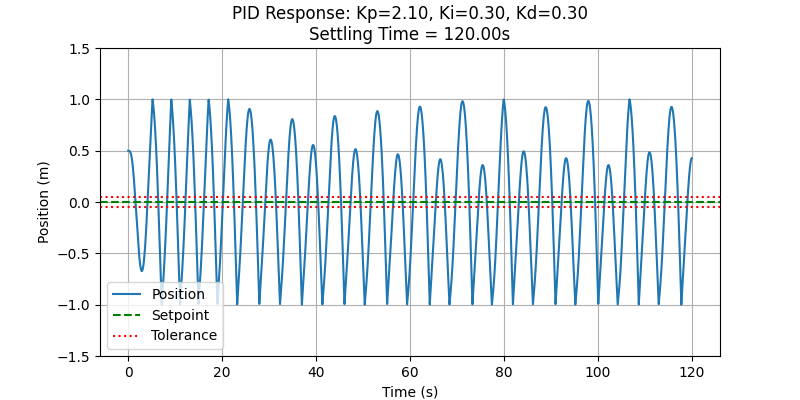 PID Response: Kp=2.10, Ki=0.30, Kd=0.30
Settling Time = 120.00s
1.5
1.0
0.5
0.0
−0.5
−1.0
−1.5
Position (m)
Position
Setpoint
Tolerance
0 20 40 60 80 100 120
Time (s)